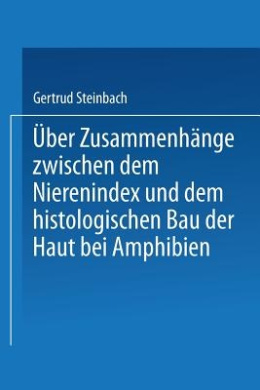 Gertrud Steinbach
Über Zusammenhänge
zwischen dem
Nierenindex und dem
histologischen Bau der
Haut bei Amphibien